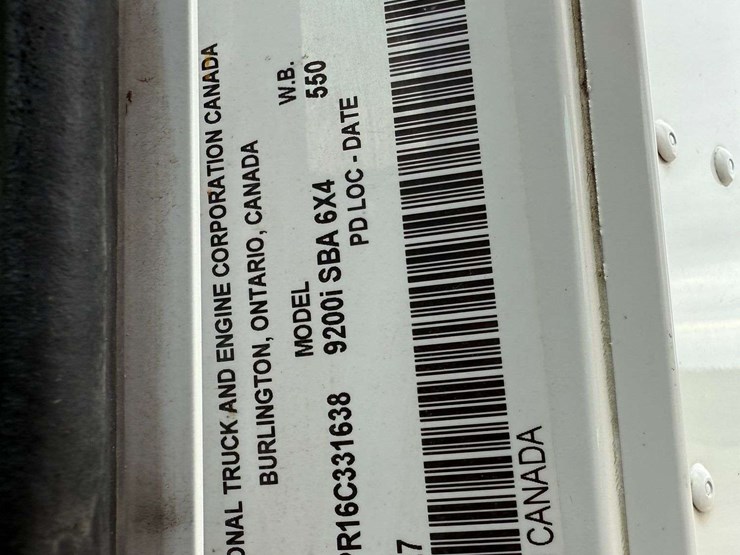 ONAL TRUCK AND ENGINE CORPORATION CANADA
BURLINGTON, ONTARIO, CANADA
MODEL W.B.
PR16C331638 9200i SBA 6X4 550
PD LOC - DATE
7
CANADA